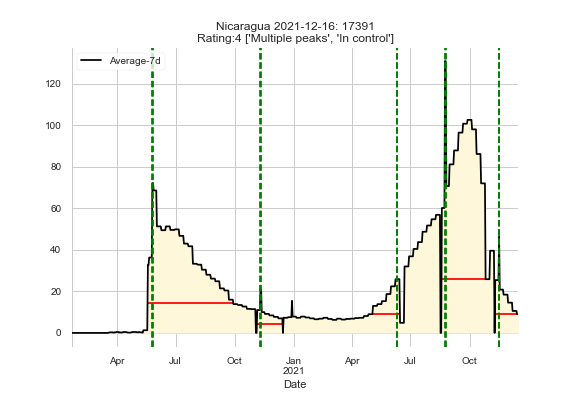 Nicaragua 2021-12-16: 17391
Rating:4 ['Multiple peaks', 'In control']
Average-7d
120
100
80
60
40
20
0
Apr Jul Oct Jan Apr Jul Oct
2021
Date